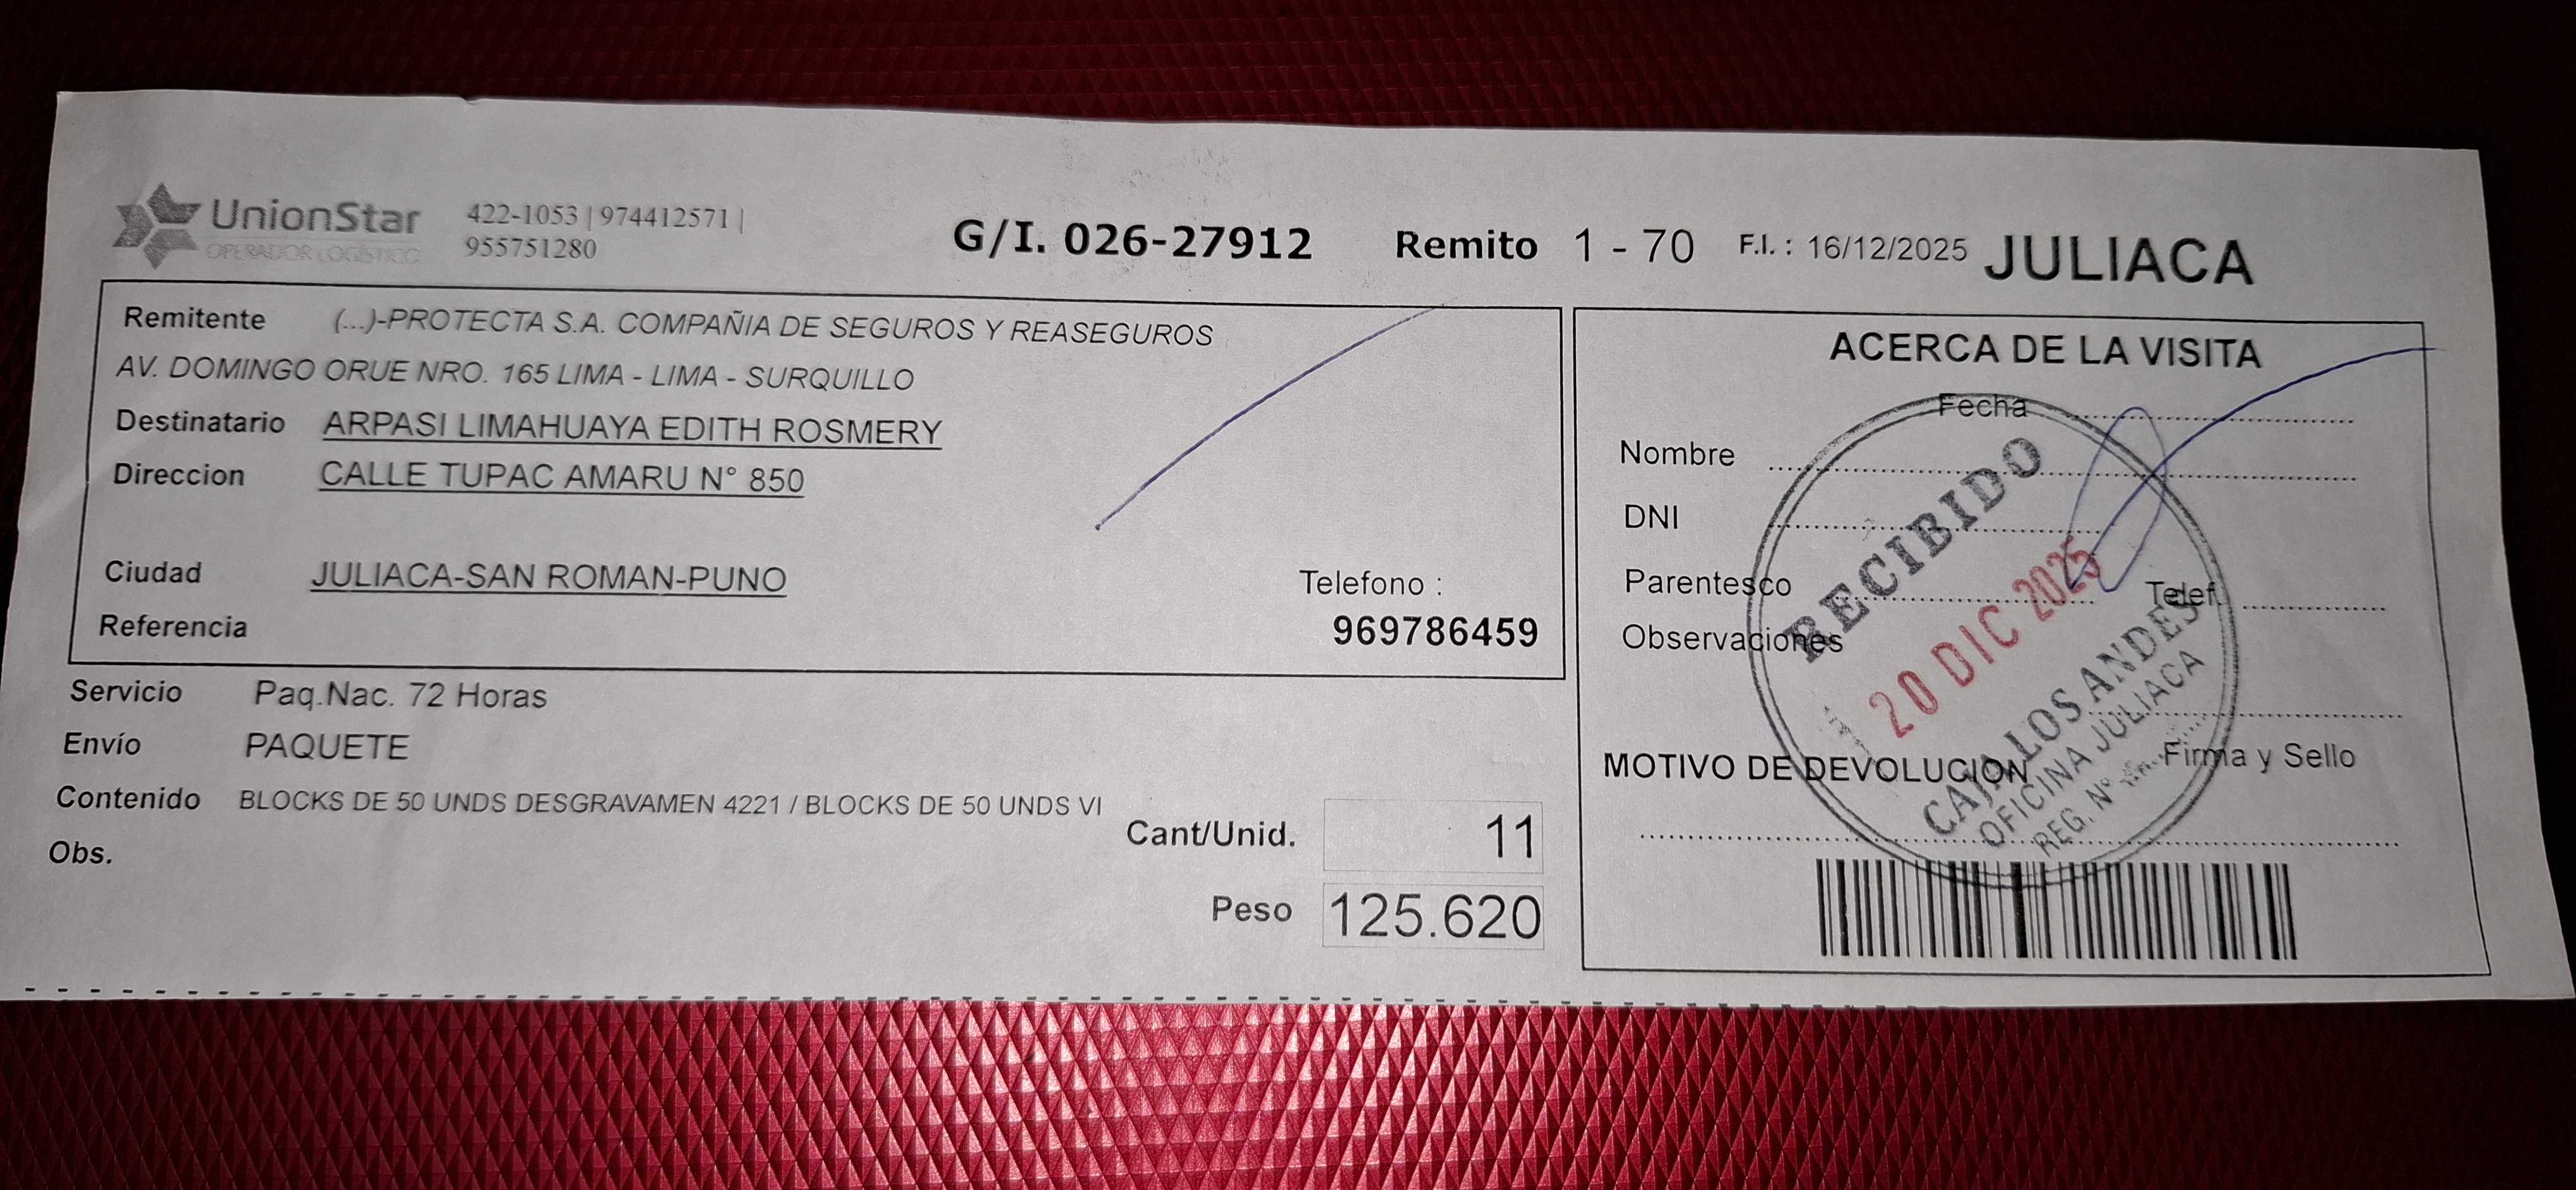 UnionStar
OPERADOR LOGÍSTICO
422-1053 | 974412571 |
955751280
G/I. 026-27912 Remito 1 - 70 F.I. : 16/12/2025 JULIACA
Remitente (...)-PROTECTA S.A. COMPAÑIA DE SEGUROS Y REASEGUROS
AV. DOMINGO ORUE NRO. 165 LIMA - LIMA - SURQUILLO
Destinatario ARPASI LIMAHUAYA EDITH ROSMERY
Direccion CALLE TUPAC AMARU N° 850
Ciudad JULIACA-SAN ROMAN-PUNO
Telefono :
Referencia 969786459
Servicio Paq.Nac. 72 Horas
Envío PAQUETE
Contenido BLOCKS DE 50 UNDS DESGRAVAMEN 4221 / BLOCKS DE 50 UNDS VI
Obs.
Cant/Unid. 11
Peso 125.620
ACERCA DE LA VISITA
Fecha
Nombre
DNI
Parentesco Telef.
Observaciones
Firma y Sello
MOTIVO DE DEVOLUCION
RECIBIDO
20 DIC 2025
CAJA LOS ANDES
OFICINA JULIACA
REG. N°